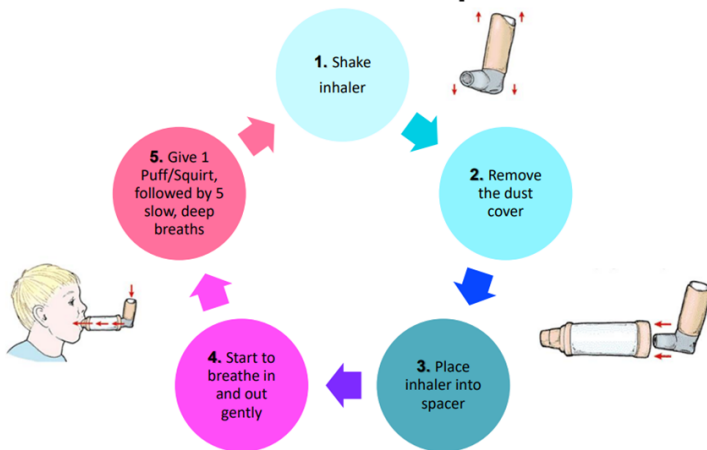 1. Shake
inhaler
2. Remove
the dust
cover
3. Place
inhaler into
spacer
4. Start to
breathe in
and out
gently
5. Give 1
Puff/Squirt,
followed by 5
slow, deep
breaths